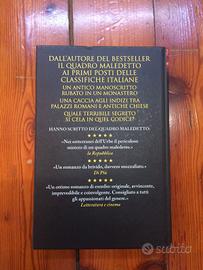 DALL'AUTORE DEL BESTSELLER
IL QUADRO MALEDETTO
AI PRIMI POSTI DELLE
CLASSIFICHE ITALIANE
UN ANTICO MANOSCRITTO
RUBATO IN UN MONASTERO
UNA CACCIA AGLI INDIZI TRA
PALAZZI ROMANI E ANTICHE CHIESE
QUALE TERRIBILE SEGRETO
SI CELA IN QUEL CODICE?
HANNO SCRITTO DEL QUADRO MALEDETTO:
★★★★★
«Nei sotterranei dell'Urbe il pericoloso
mistero di un quadro maledetto.»
la Repubblica
★★★★★
«Un romanzo da brivido, davvero mozzafiato.»
Di Più
★★★★★
«Un ottimo romanzo di esordio: originale, avvincente,
imprevedibile e coinvolgente. Consigliato a tutti
gli appassionati del genere.»
Letteratura e cinema
subito